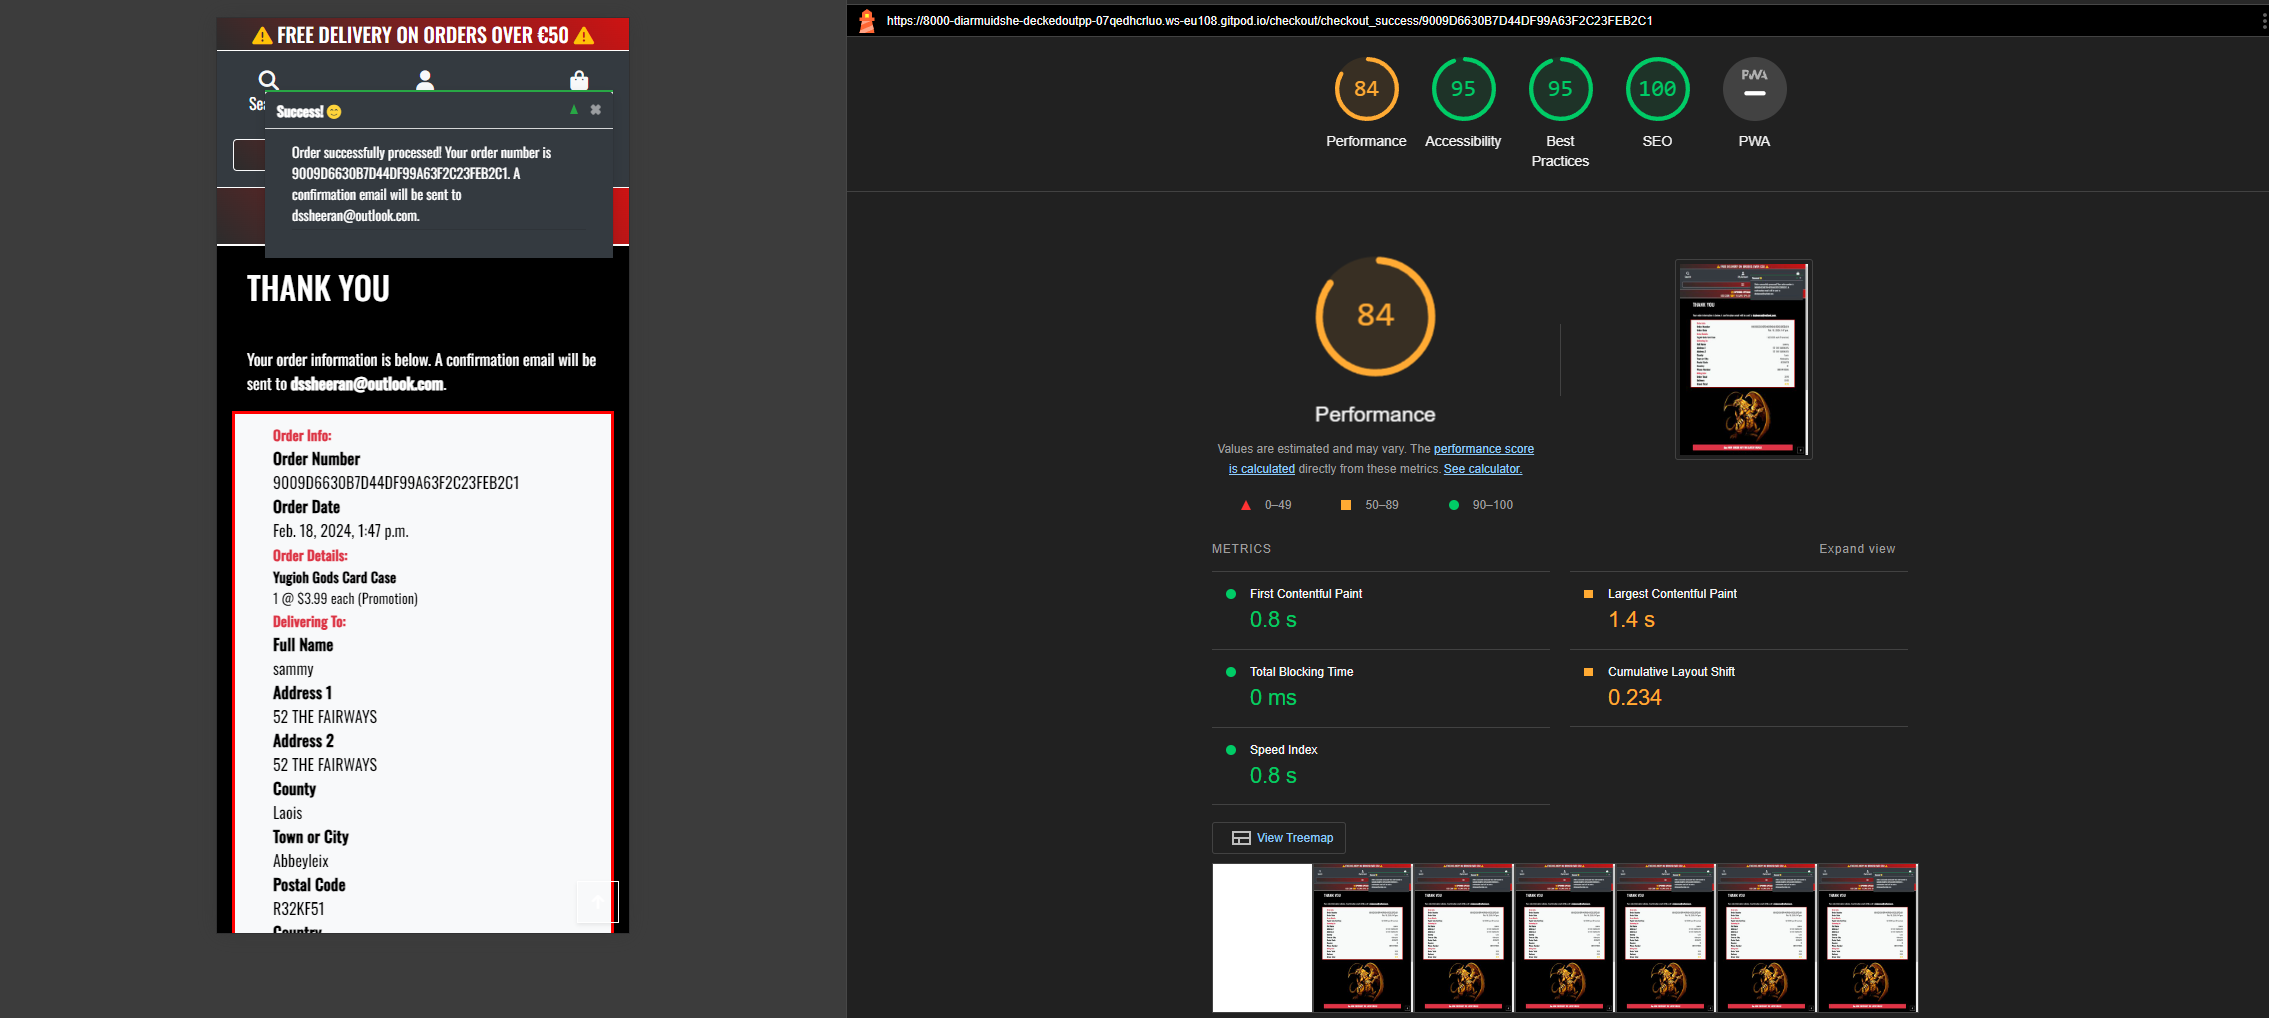 FREE DELIVERY ON ORDERS OVER €50
Sea
Success!
Order successfully processed! Your order number is
9009D6630B7D44DF99A63F2C23FEB2C1. A
confirmation email will be sent to
dssheeran@outlook.com.
THANK YOU
Your order information is below. A confirmation email will be
sent to dssheeran@outlook.com.
Order Info:
Order Number
9009D6630B7D44DF99A63F2C23FEB2C1
Order Date
Feb. 18, 2024, 1:47 p.m.
Order Details:
Yugioh Gods Card Case
1 @ $3.99 each (Promotion)
Delivering To:
Full Name
sammy
Address 1
52 THE FAIRWAYS
Address 2
52 THE FAIRWAYS
County
Laois
Town or City
Abbeyleix
Postal Code
R32KF51
Country
https://8000-diarmuidshe-deckedoutpp-07qedhcrluo.ws-eu108.gitpod.io/checkout/checkout_success/9009D6630B7D44DF99A63F2C23FEB2C1
84 95 95 100 PWA
Performance Accessibility Best Practices SEO PWA
84
Performance
Values are estimated and may vary. The performance score
is calculated directly from these metrics. See calculator.
0–49 50–89 90–100
METRICS Expand view
First Contentful Paint
0.8 s
Largest Contentful Paint
1.4 s
Total Blocking Time
0 ms
Cumulative Layout Shift
0.234
Speed Index
0.8 s
View Treemap